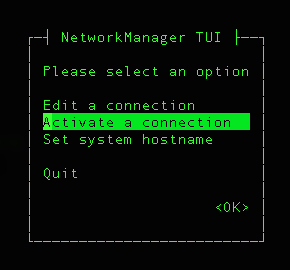 NetworkManager TUI
Please select an option
Edit a connection
Activate a connection
Set system hostname
Quit
<OK>